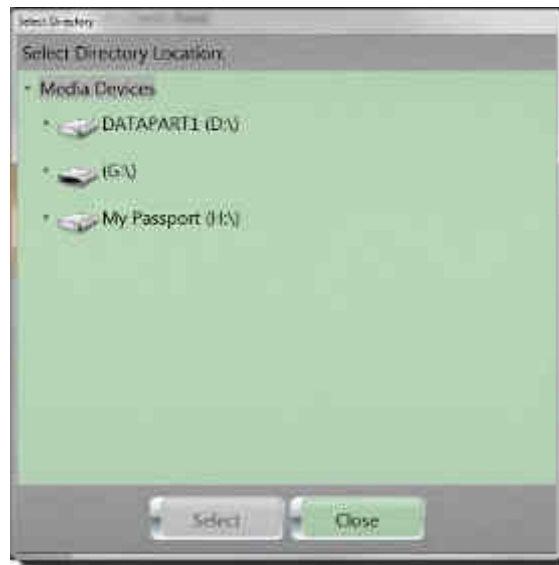 Select Directory
Select Directory Location:
Media Devices
DATAPART1 (D:\)
(G:\)
My Passport (H:\)
Select
Close